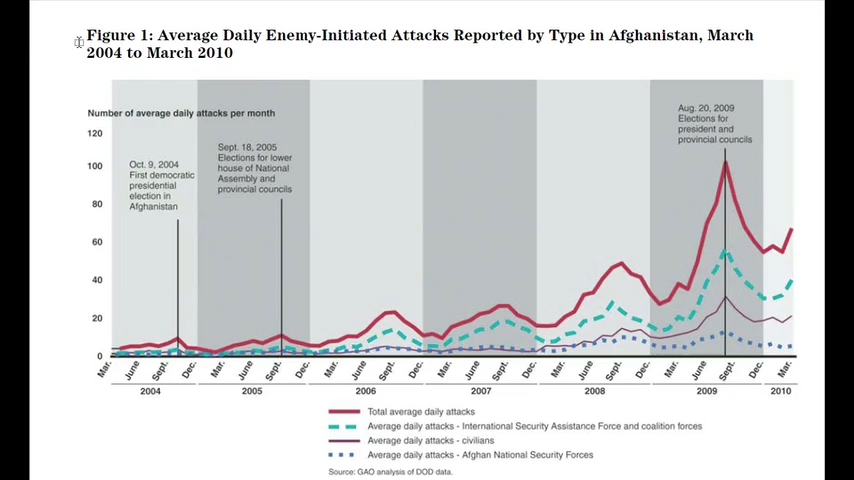 Figure 1: Average Daily Enemy-Initiated Attacks Reported by Type in Afghanistan, March
2004 to March 2010
Number of average daily attacks per month
120
100
80
60
40
20
0
Oct. 9, 2004
First democratic
presidential
election in
Afghanistan
Sept. 18, 2005
Elections for lower
house of National
Assembly and
provincial councils
Aug. 20, 2009
Elections for
president and
provincial councils
Mar. June Sept. Dec. Mar. June Sept. Dec. Mar. June Sept. Dec. Mar. June Sept. Dec. Mar. June Sept. Dec. Mar. June Sept. Dec. Mar.
2004 2005 2006 2007 2008 2009 2010
Total average daily attacks
Average daily attacks - International Security Assistance Force and coalition forces
Average daily attacks - civilians
Average daily attacks - Afghan National Security Forces
Source: GAO analysis of DOD data.